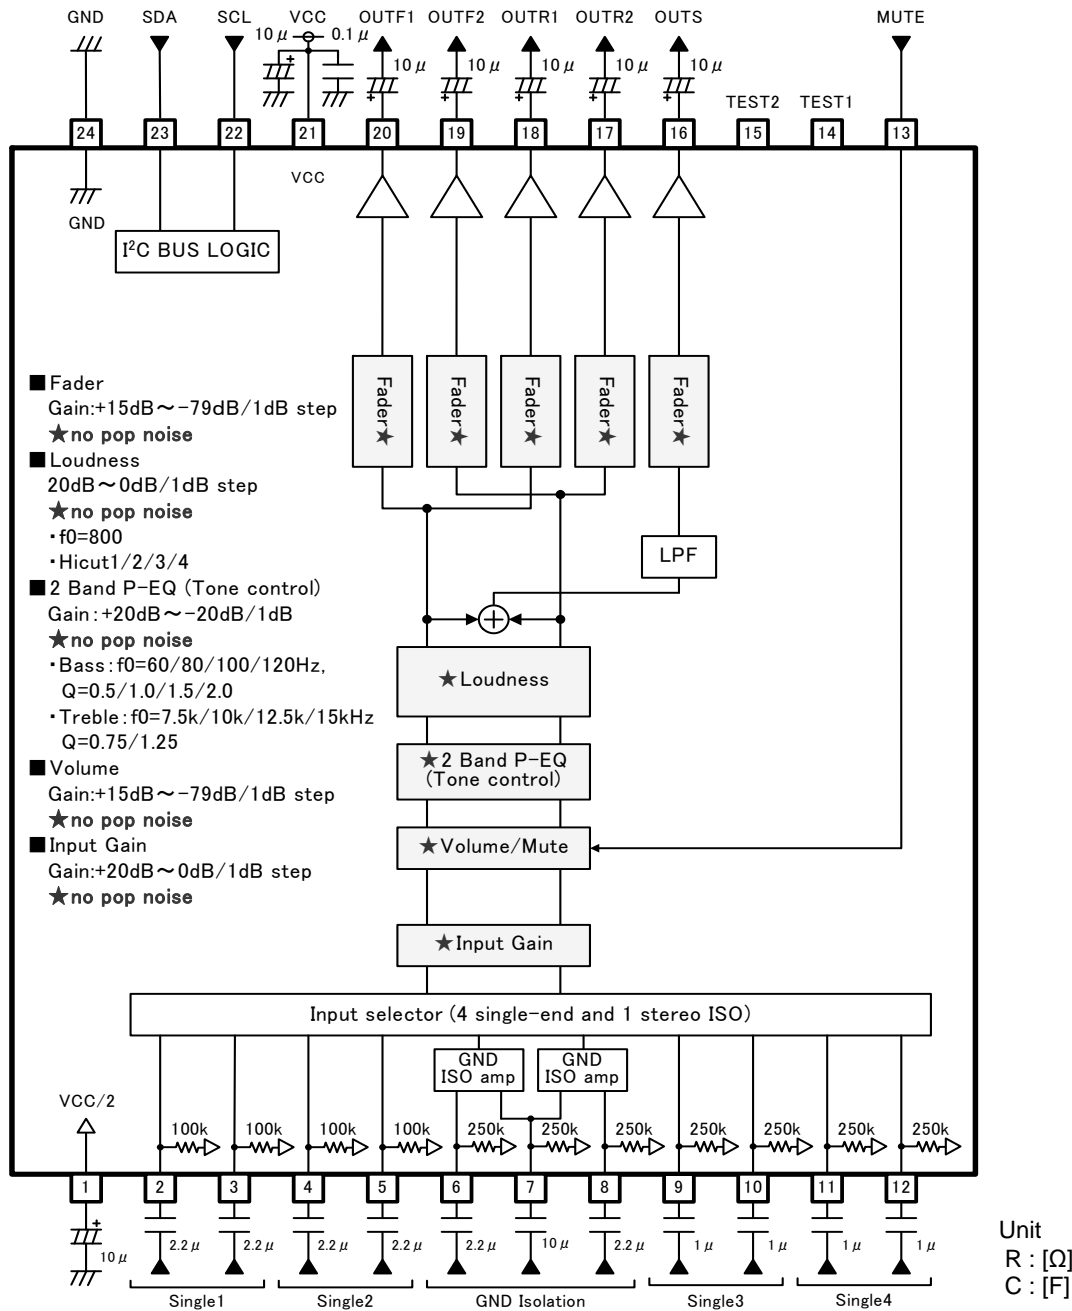 GND SDA SCL VCC OUTF1 OUTF2 OUTR1 OUTR2 OUTS MUTE
10μ 0.1μ
10μ 10μ 10μ 10μ 10μ
TEST2 TEST1
24 23 22 21 20 19 18 17 16 15 14 13
VCC
GND
I²C BUS LOGIC
Fader★ Fader★ Fader★ Fader★ Fader★
■Fader
Gain:+15dB～-79dB/1dB step
★no pop noise
■Loudness
20dB～0dB/1dB step
★no pop noise
・f0=800
・Hicut1/2/3/4
■2 Band P-EQ (Tone control)
Gain:+20dB～-20dB/1dB
★no pop noise
・Bass:f0=60/80/100/120Hz,
Q=0.5/1.0/1.5/2.0
・Treble:f0=7.5k/10k/12.5k/15kHz
Q=0.75/1.25
■Volume
Gain:+15dB～-79dB/1dB step
★no pop noise
■Input Gain
Gain:+20dB～0dB/1dB step
★no pop noise
LPF
★Loudness
★2 Band P-EQ
(Tone control)
★Volume/Mute
★Input Gain
Input selector (4 single-end and 1 stereo ISO)
GND
ISO amp
GND
ISO amp
VCC/2
100k 100k 100k 100k 250k 250k 250k 250k 250k 250k 250k
1 2 3 4 5 6 7 8 9 10 11 12
10μ 2.2μ 2.2μ 2.2μ 2.2μ 2.2μ 10μ 2.2μ 1μ 1μ 1μ 1μ
Single1 Single2 GND Isolation Single3 Single4
Unit
R : [Ω]
C : [F]